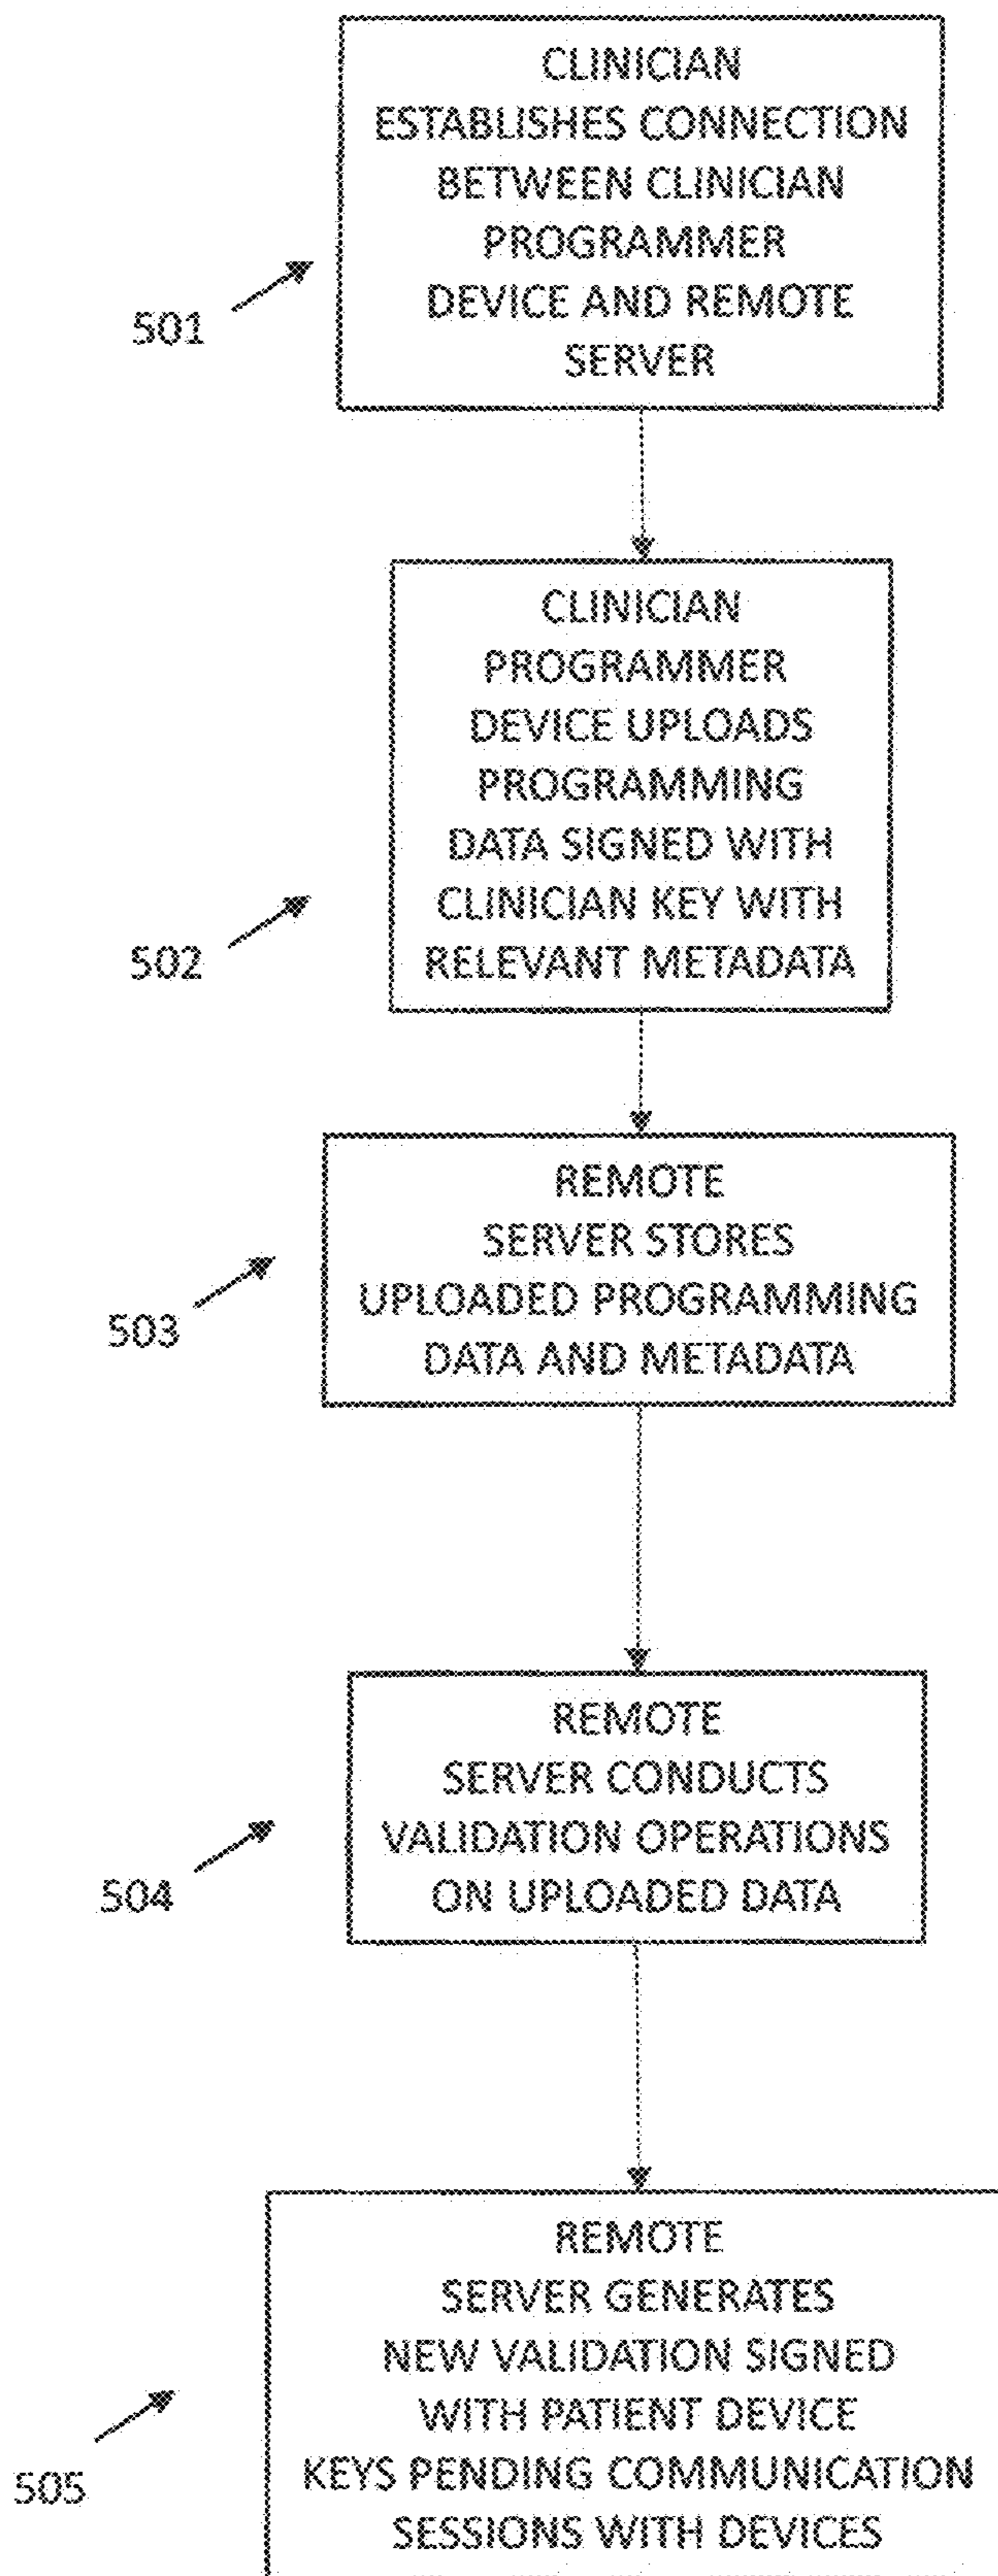 CLINICIAN
ESTABLISHES CONNECTION
BETWEEN CLINICIAN
PROGRAMMER
DEVICE AND REMOTE
SERVER
501
CLINICIAN
PROGRAMMER
DEVICE UPLOADS
PROGRAMMING
DATA SIGNED WITH
CLINICIAN KEY WITH
RELEVANT METADATA
502
REMOTE
SERVER STORES
UPLOADED PROGRAMMING
DATA AND METADATA
503
REMOTE
SERVER CONDUCTS
VALIDATION OPERATIONS
ON UPLOADED DATA
504
REMOTE
SERVER GENERATES
NEW VALIDATION SIGNED
WITH PATIENT DEVICE
KEYS PENDING COMMUNICATION
SESSIONS WITH DEVICES
505